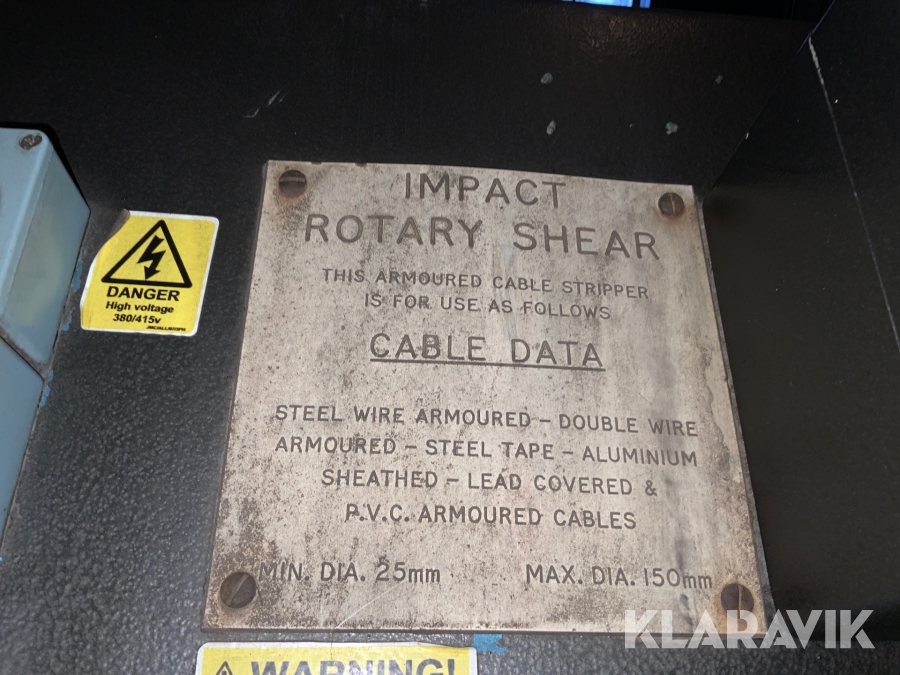 IMPACT
ROTARY SHEAR
THIS ARMOURED CABLE STRIPPER
IS FOR USE AS FOLLOWS
CABLE DATA
STEEL WIRE ARMOURED – DOUBLE WIRE
ARMOURED – STEEL TAPE – ALUMINIUM
SHEATHED – LEAD COVERED &
P.V.C. ARMOURED CABLES
MIN. DIA. 25mm MAX. DIA. 150mm
DANGER
High voltage
380/415v
WARNING!
KLARAVIK